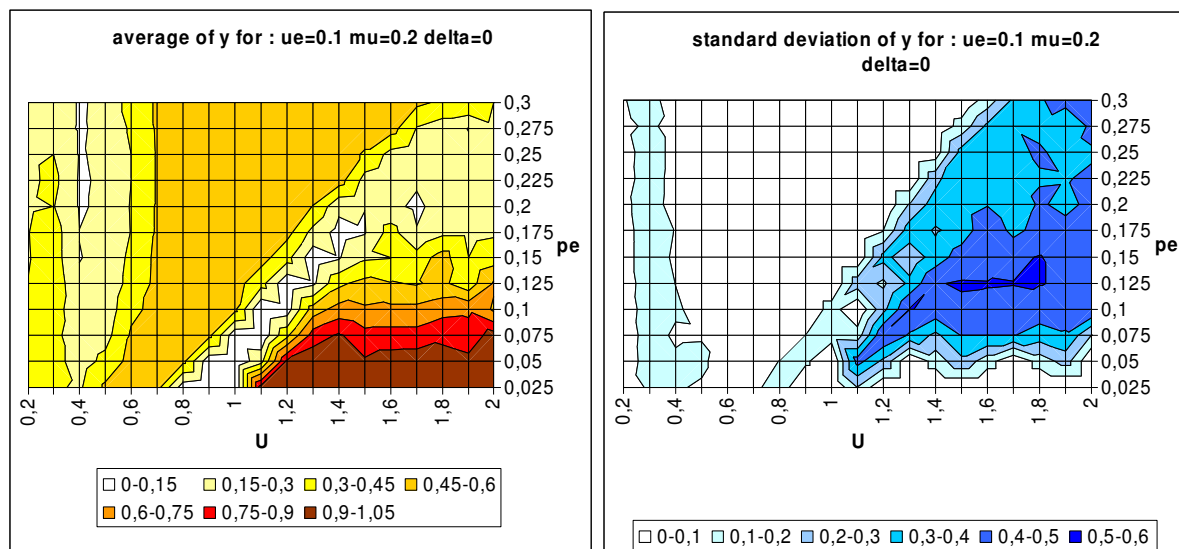 average of y for : ue=0.1 mu=0.2 delta=0
0,3
0,275
0,25
0,225
0,2
0,175
0,15
0,125
0,1
0,075
0,05
0,025
pe
0,2 0,4 0,6 0,8 1 1,2 1,4 1,6 1,8 2
U
0-0,15 0,15-0,3 0,3-0,45 0,45-0,6
0,6-0,75 0,75-0,9 0,9-1,05
standard deviation of y for : ue=0.1 mu=0.2
delta=0
0,3
0,275
0,25
0,225
0,2
0,175
0,15
0,125
0,1
0,075
0,05
0,025
pe
0,2 0,4 0,6 0,8 1 1,2 1,4 1,6 1,8 2
U
0-0,1 0,1-0,2 0,2-0,3 0,3-0,4 0,4-0,5 0,5-0,6